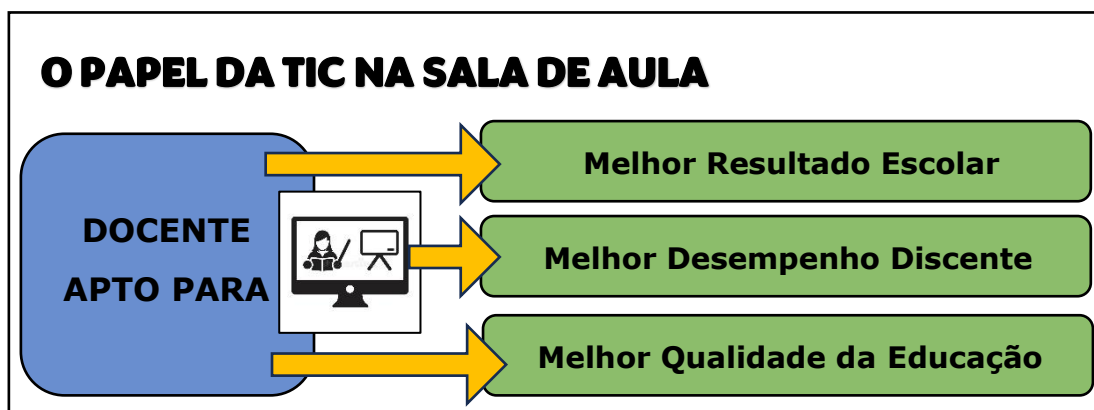 O PAPEL DA TIC NA SALA DE AULA
DOCENTE
APTO PARA
Melhor Resultado Escolar
Melhor Desempenho Discente
Melhor Qualidade da Educação